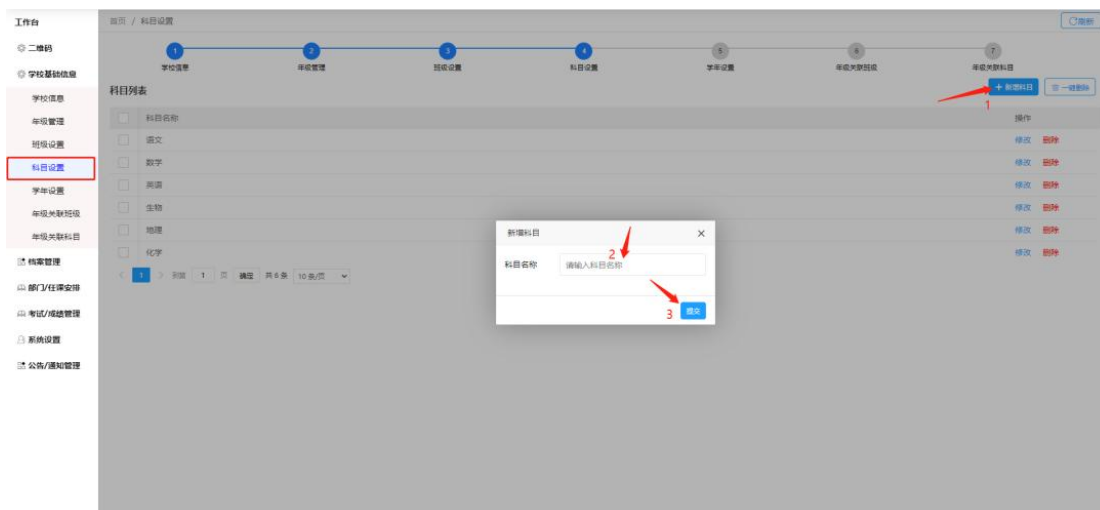 工作台
首页 / 科目设置
刷新
二维码
学校基础信息
学校信息
年级管理
班级设置
科目设置
学年设置
年级关联班级
年级关联科目
档案管理
部门/任课安排
考试/成绩管理
系统设置
公告/通知管理
1 2 3 4 5 6 7
学校信息 年级管理 班级设置 科目设置 学年设置 年级关联班级 年级关联科目
科目列表
+ 新增科目 一键删除
1
科目名称 操作
语文 修改 删除
数学 修改 删除
英语 修改 删除
生物 修改 删除
地理 修改 删除
化学 修改 删除
< 1 > 到第 1 页 确定 共 6 条 10 条/页
新增科目 ×
2
科目名称 请输入科目名称
3 提交